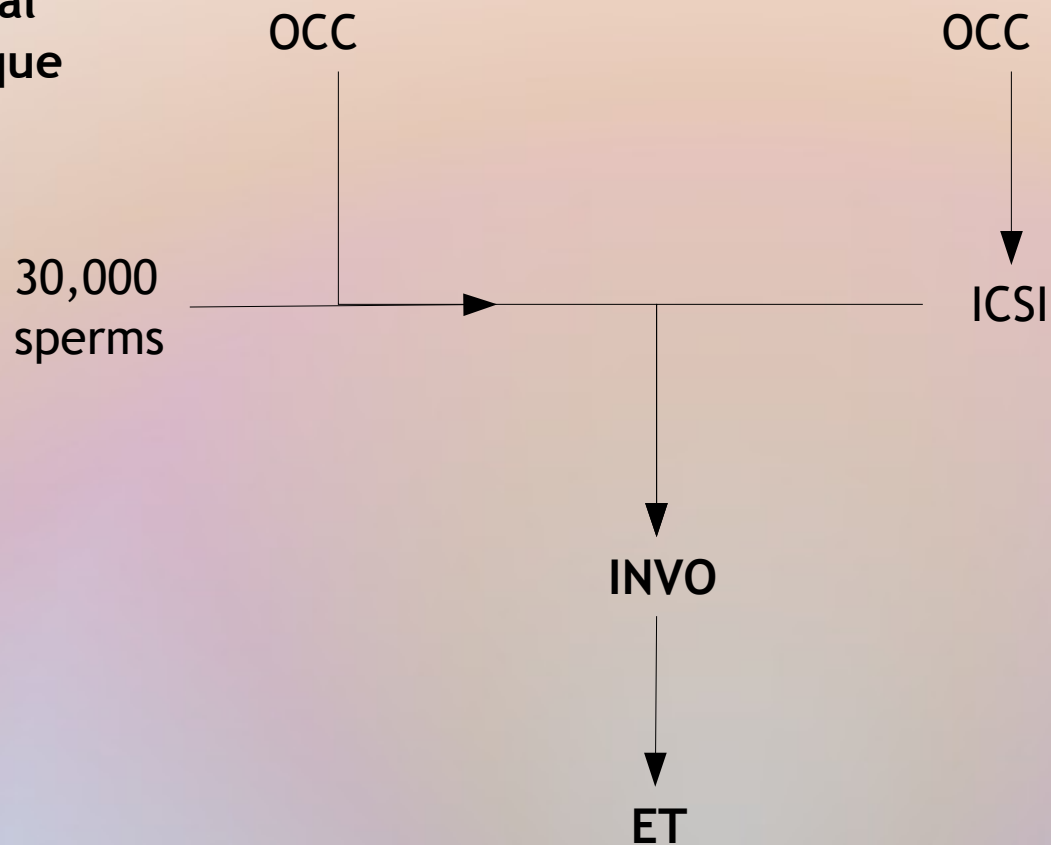 OCC
OCC
30,000
sperms
ICSI
INVO
ET